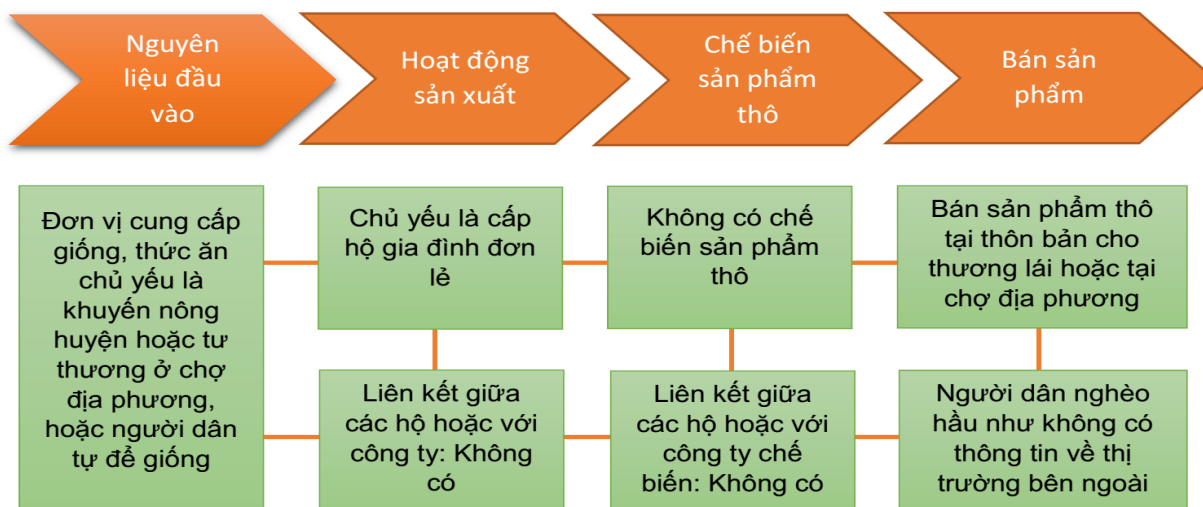 Nguyên
liệu đầu
vào
Hoạt động
sản xuất
Chế biến
sản phẩm
thô
Bán sản
phẩm
Đơn vị cung cấp
giống, thức ăn
chủ yếu là
khuyến nông
huyện hoặc tư
thương ở chợ
địa phương,
hoặc người dân
tự để giống
Chủ yếu là cấp
hộ gia đình đơn
lẻ
Không có chế
biến sản phẩm
thô
Bán sản phẩm thô
tại thôn bản cho
thương lái hoặc tại
chợ địa phương
Liên kết giữa
các hộ hoặc với
công ty: Không
có
Liên kết giữa
các hộ hoặc với
công ty chế
biến: Không có
Người dân nghèo
hầu như không có
thông tin về thị
trường bên ngoài